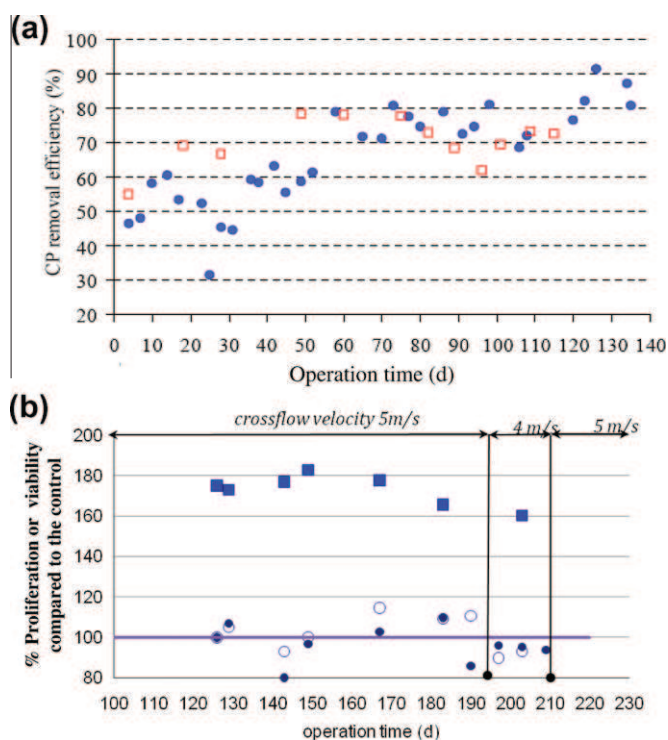 (a)
100
90
80
70
60
50
40
30
20
CP removal efficiency (%)
0 10 20 30 40 50 60 70 80 90 100 110 120 130 140
Operation time (d)
(b)
crossflow velocity 5m/s
4 m/s
5 m/s
200
180
160
140
120
100
80
% Proliferation or viability
compared to the control
100 110 120 130 140 150 160 170 180 190 200 210 220 230
operation time (d)